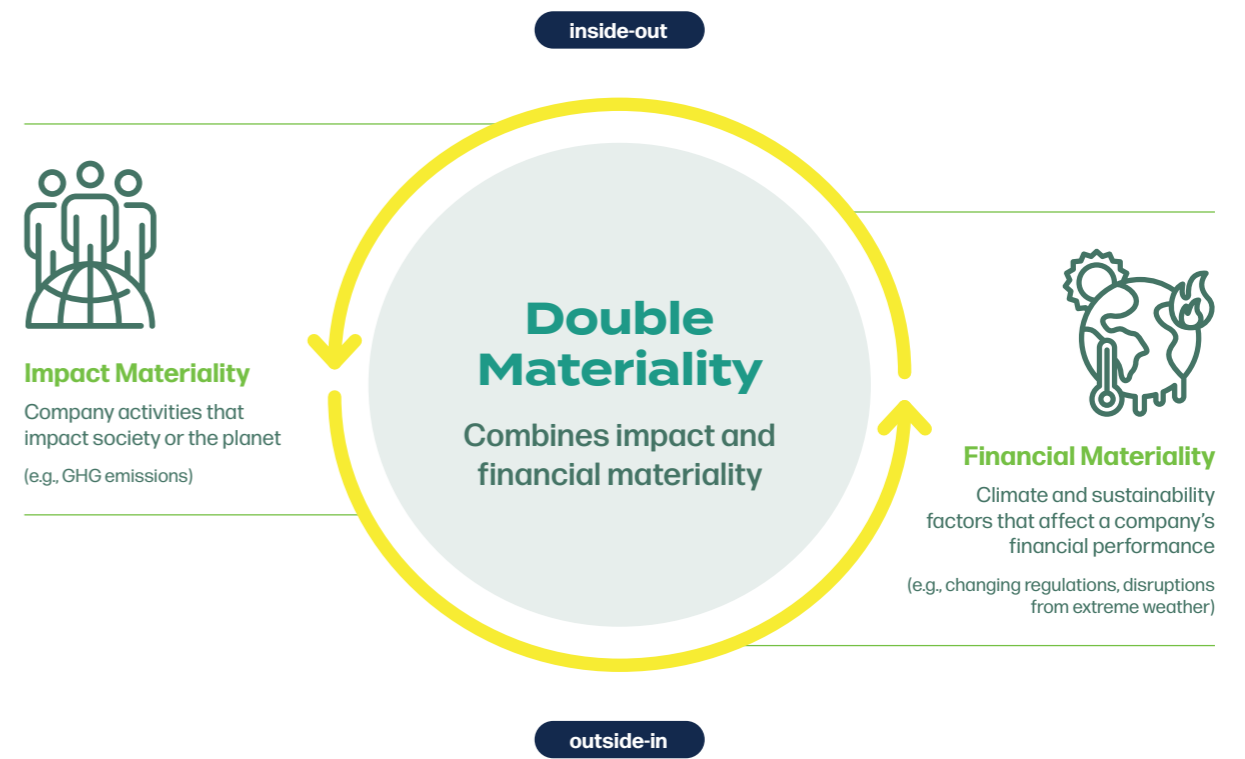 inside-out
Impact Materiality
Company activities that
impact society or the planet
(e.g., GHG emissions)
Double
Materiality
Combines impact and
financial materiality
Financial Materiality
Climate and sustainability
factors that affect a company’s
financial performance
(e.g., changing regulations, disruptions
from extreme weather)
outside-in